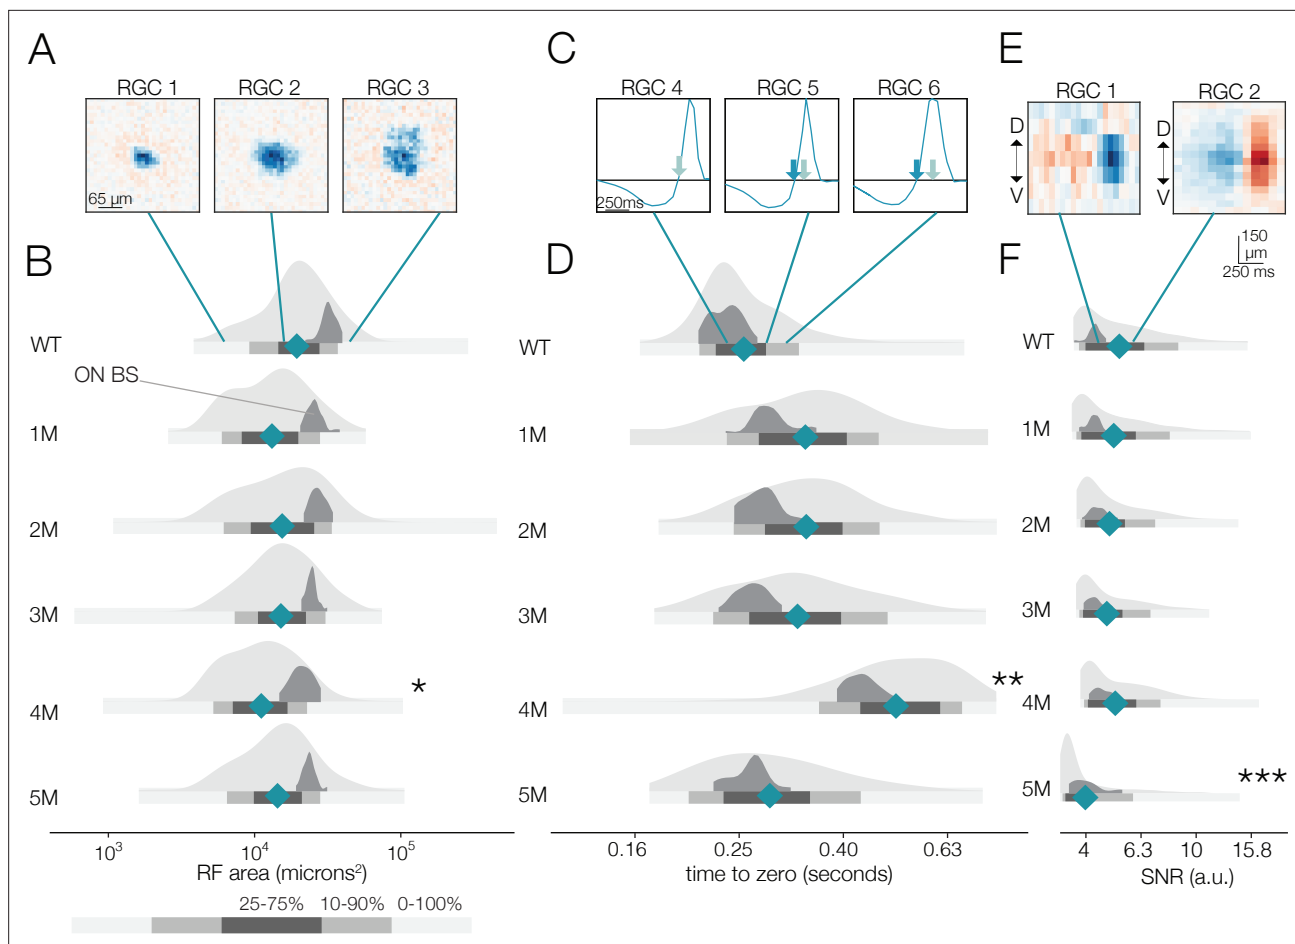 A
RGC 1
RGC 2
RGC 3
65 µm
B
WT
ON BS
1M
2M
3M
4M
*
5M
10³
10⁴
10⁵
RF area (microns²)
25-75%
10-90%
0-100%
C
RGC 4
RGC 5
RGC 6
250ms
D
WT
1M
2M
3M
4M
**
5M
0.16
0.25
0.40
0.63
time to zero (seconds)
E
RGC 1
RGC 2
D
V
D
V
150
µm
250 ms
F
WT
1M
2M
3M
4M
5M
***
4
6.3
10
15.8
SNR (a.u.)